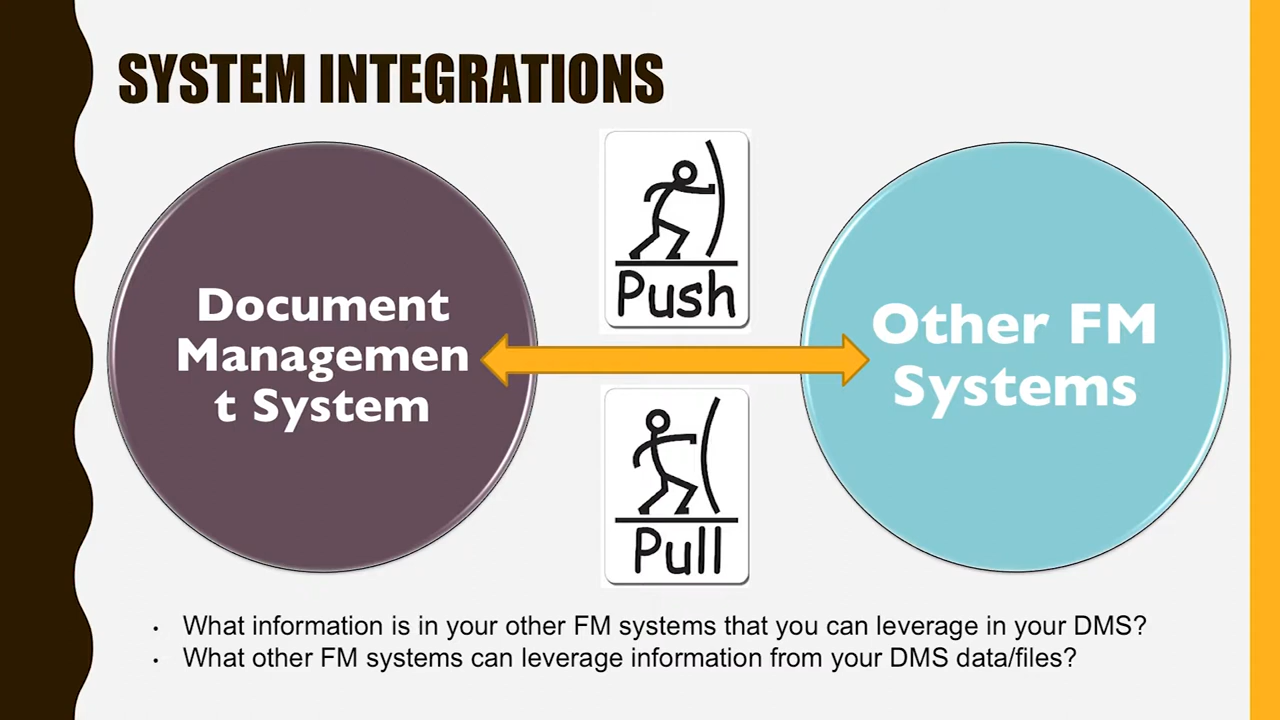 SYSTEM INTEGRATIONS
Document
Managemen
t System
Push
Pull
Other FM
Systems
• What information is in your other FM systems that you can leverage in your DMS?
• What other FM systems can leverage information from your DMS data/files?